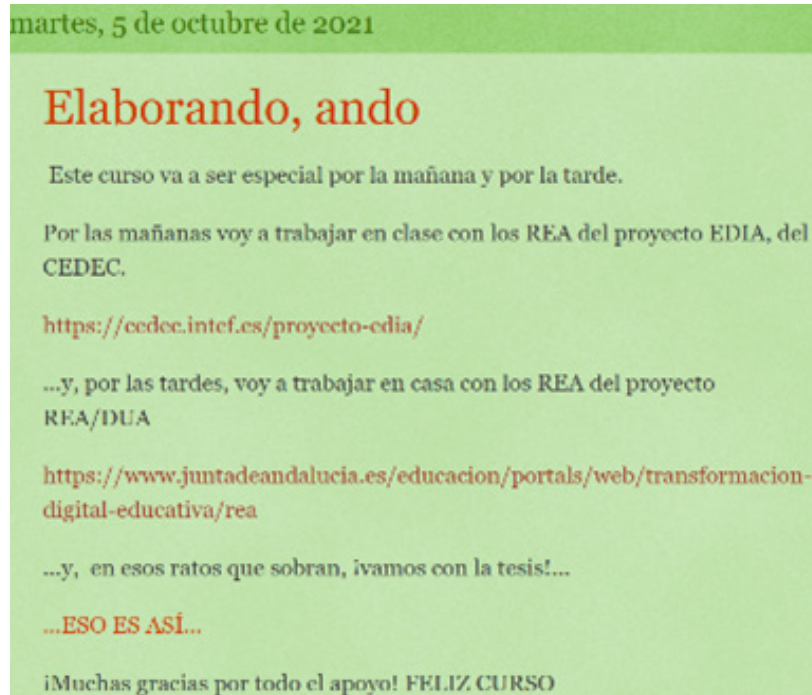 martes, 5 de octubre de 2021
Elaborando, ando
Este curso va a ser especial por la mañana y por la tarde.
Por las mañanas voy a trabajar en clase con los REA del proyecto EDIA, del
CEDEC.
https://cedec.intef.es/proyecto-edia/
...y, por las tardes, voy a trabajar en casa con los REA del proyecto
REA/DUA
https://www.juntadeandalucia.es/educacion/portals/web/transformacion-
digital-educativa/rea
...y, en esos ratos que sobran, ¡vamos con la tesis!...
...ESO ES ASÍ...
¡Muchas gracias por todo el apoyo! FELIZ CURSO